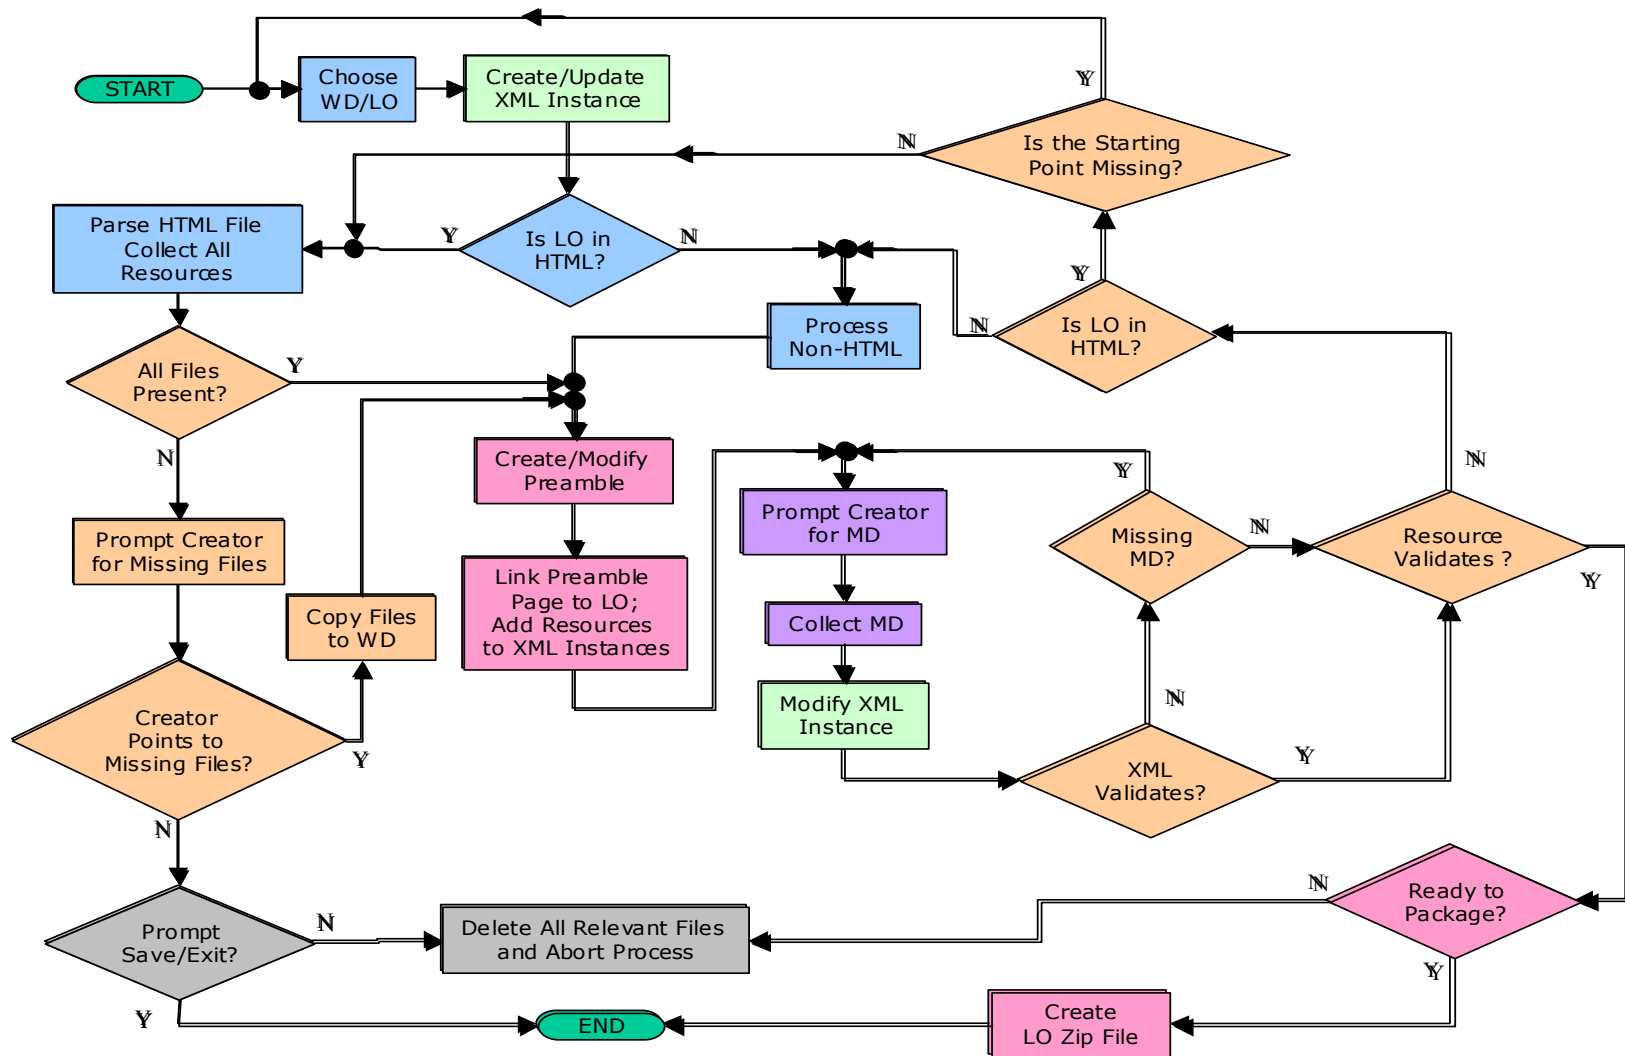 Y
START
Choose
WD/LO
Create/Update
XML Instance
N
Is the Starting
Point Missing?
Parse HTML File
Collect All
Resources
Y
Is LO in
HTML?
N
Y
Is LO in
HTML?
N
Process
Non-HTML
All Files
Present?
Y
N
Create/Modify
Preamble
Y
N
Prompt Creator
for MD
Missing
MD?
N
Resource
Validates ?
Y
Prompt Creator
for Missing Files
Link Preamble
Page to LO;
Add Resources
to XML Instances
Copy Files
to WD
Collect MD
Modify XML
Instance
N
Creator
Points to
Missing Files?
Y
XML
Validates?
Y
N
N
Ready to
Package?
Prompt
Save/Exit?
N
Delete All Relevant Files
and Abort Process
Y
Y
END
Create
LO Zip File